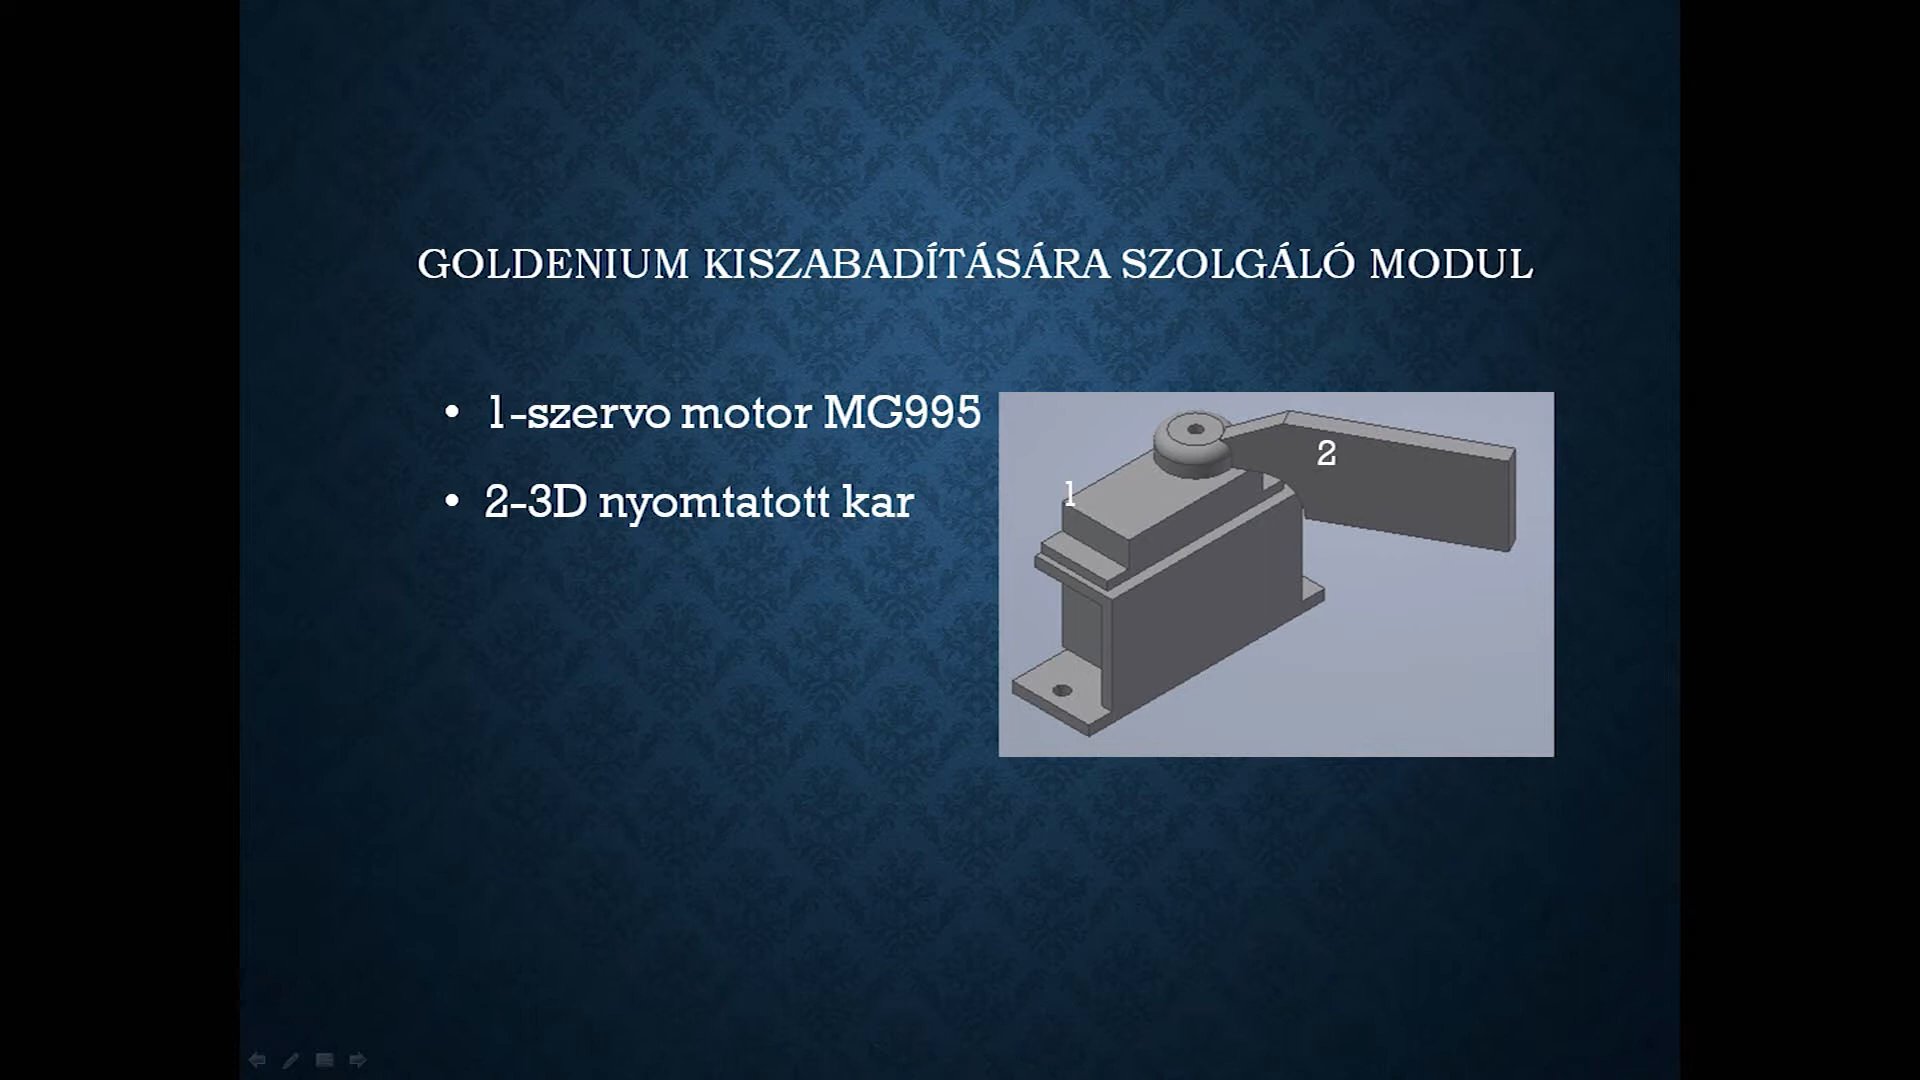 GOLDENIUM KISZABADÍTÁSÁRA SZOLGÁLÓ MODUL
• 1-szervo motor MG995
• 2-3D nyomtatott kar
1
2